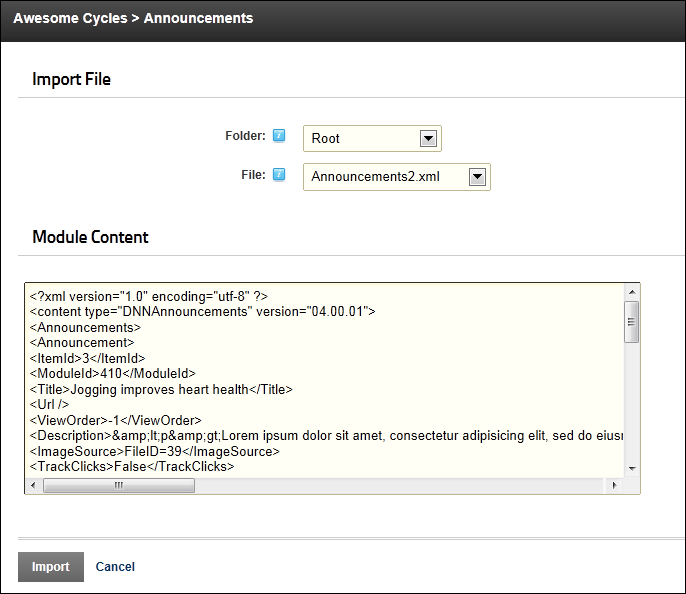 Awesome Cycles > Announcements
Import File
Folder: Root
File: Announcements2.xml
Module Content
<?xml version="1.0" encoding="utf-8" ?>
<content type="DNNAnnouncements" version="04.00.01">
<Announcements>
<Announcement>
<ItemId>3</ItemId>
<ModuleId>410</ModuleId>
<Title>Jogging improves heart health</Title>
<Url />
<ViewOrder>-1</ViewOrder>
<Description>&amp;lt;p&amp;gt;Lorem ipsum dolor sit amet, consectetur adipisicing elit, sed do eiusm
<ImageSource>FileID=39</ImageSource>
<TrackClicks>False</TrackClicks>
Import Cancel